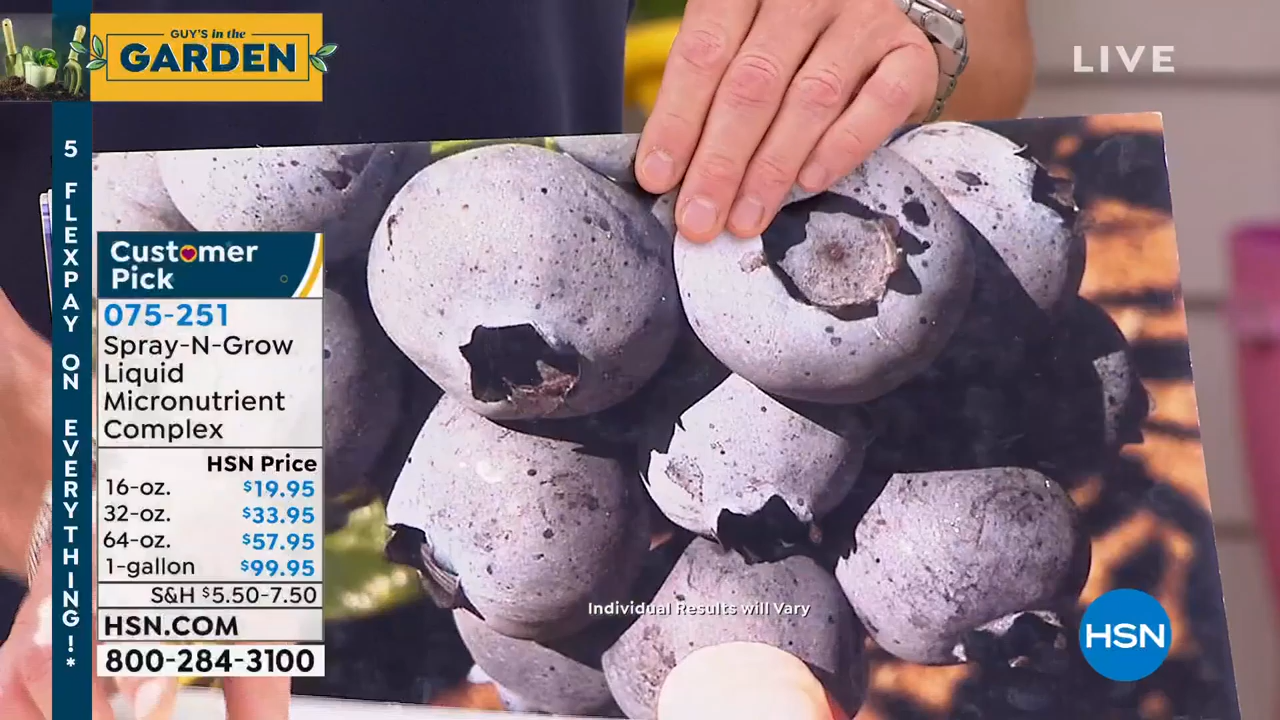 GUY'S in the
GARDEN
LIVE
5 FLEXPAY ON EVERYTHING!*
Customer
Pick
075-251
Spray-N-Grow
Liquid
Micronutrient
Complex
HSN Price
16-oz. $19.95
32-oz. $33.95
64-oz. $57.95
1-gallon $99.95
S&H $5.50-7.50
HSN.COM
800-284-3100
Individual Results will Vary
HSN